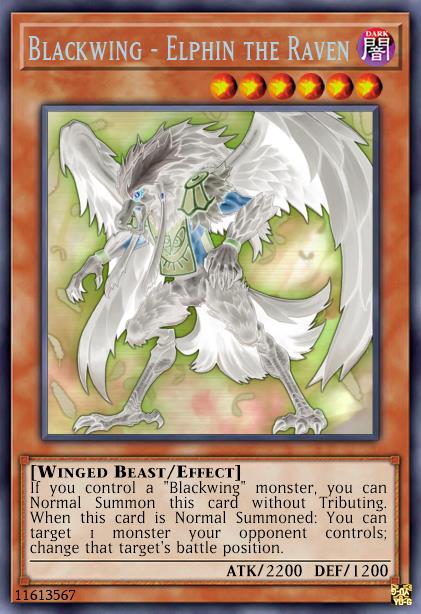 Blackwing - Elphin the Raven
DARK
闇
[Winged Beast/Effect]
If you control a "Blackwing" monster, you can
Normal Summon this card without Tributing.
When this card is Normal Summoned: You can
target 1 monster your opponent controls;
change that target's battle position.
ATK/2200 DEF/1200
11613567